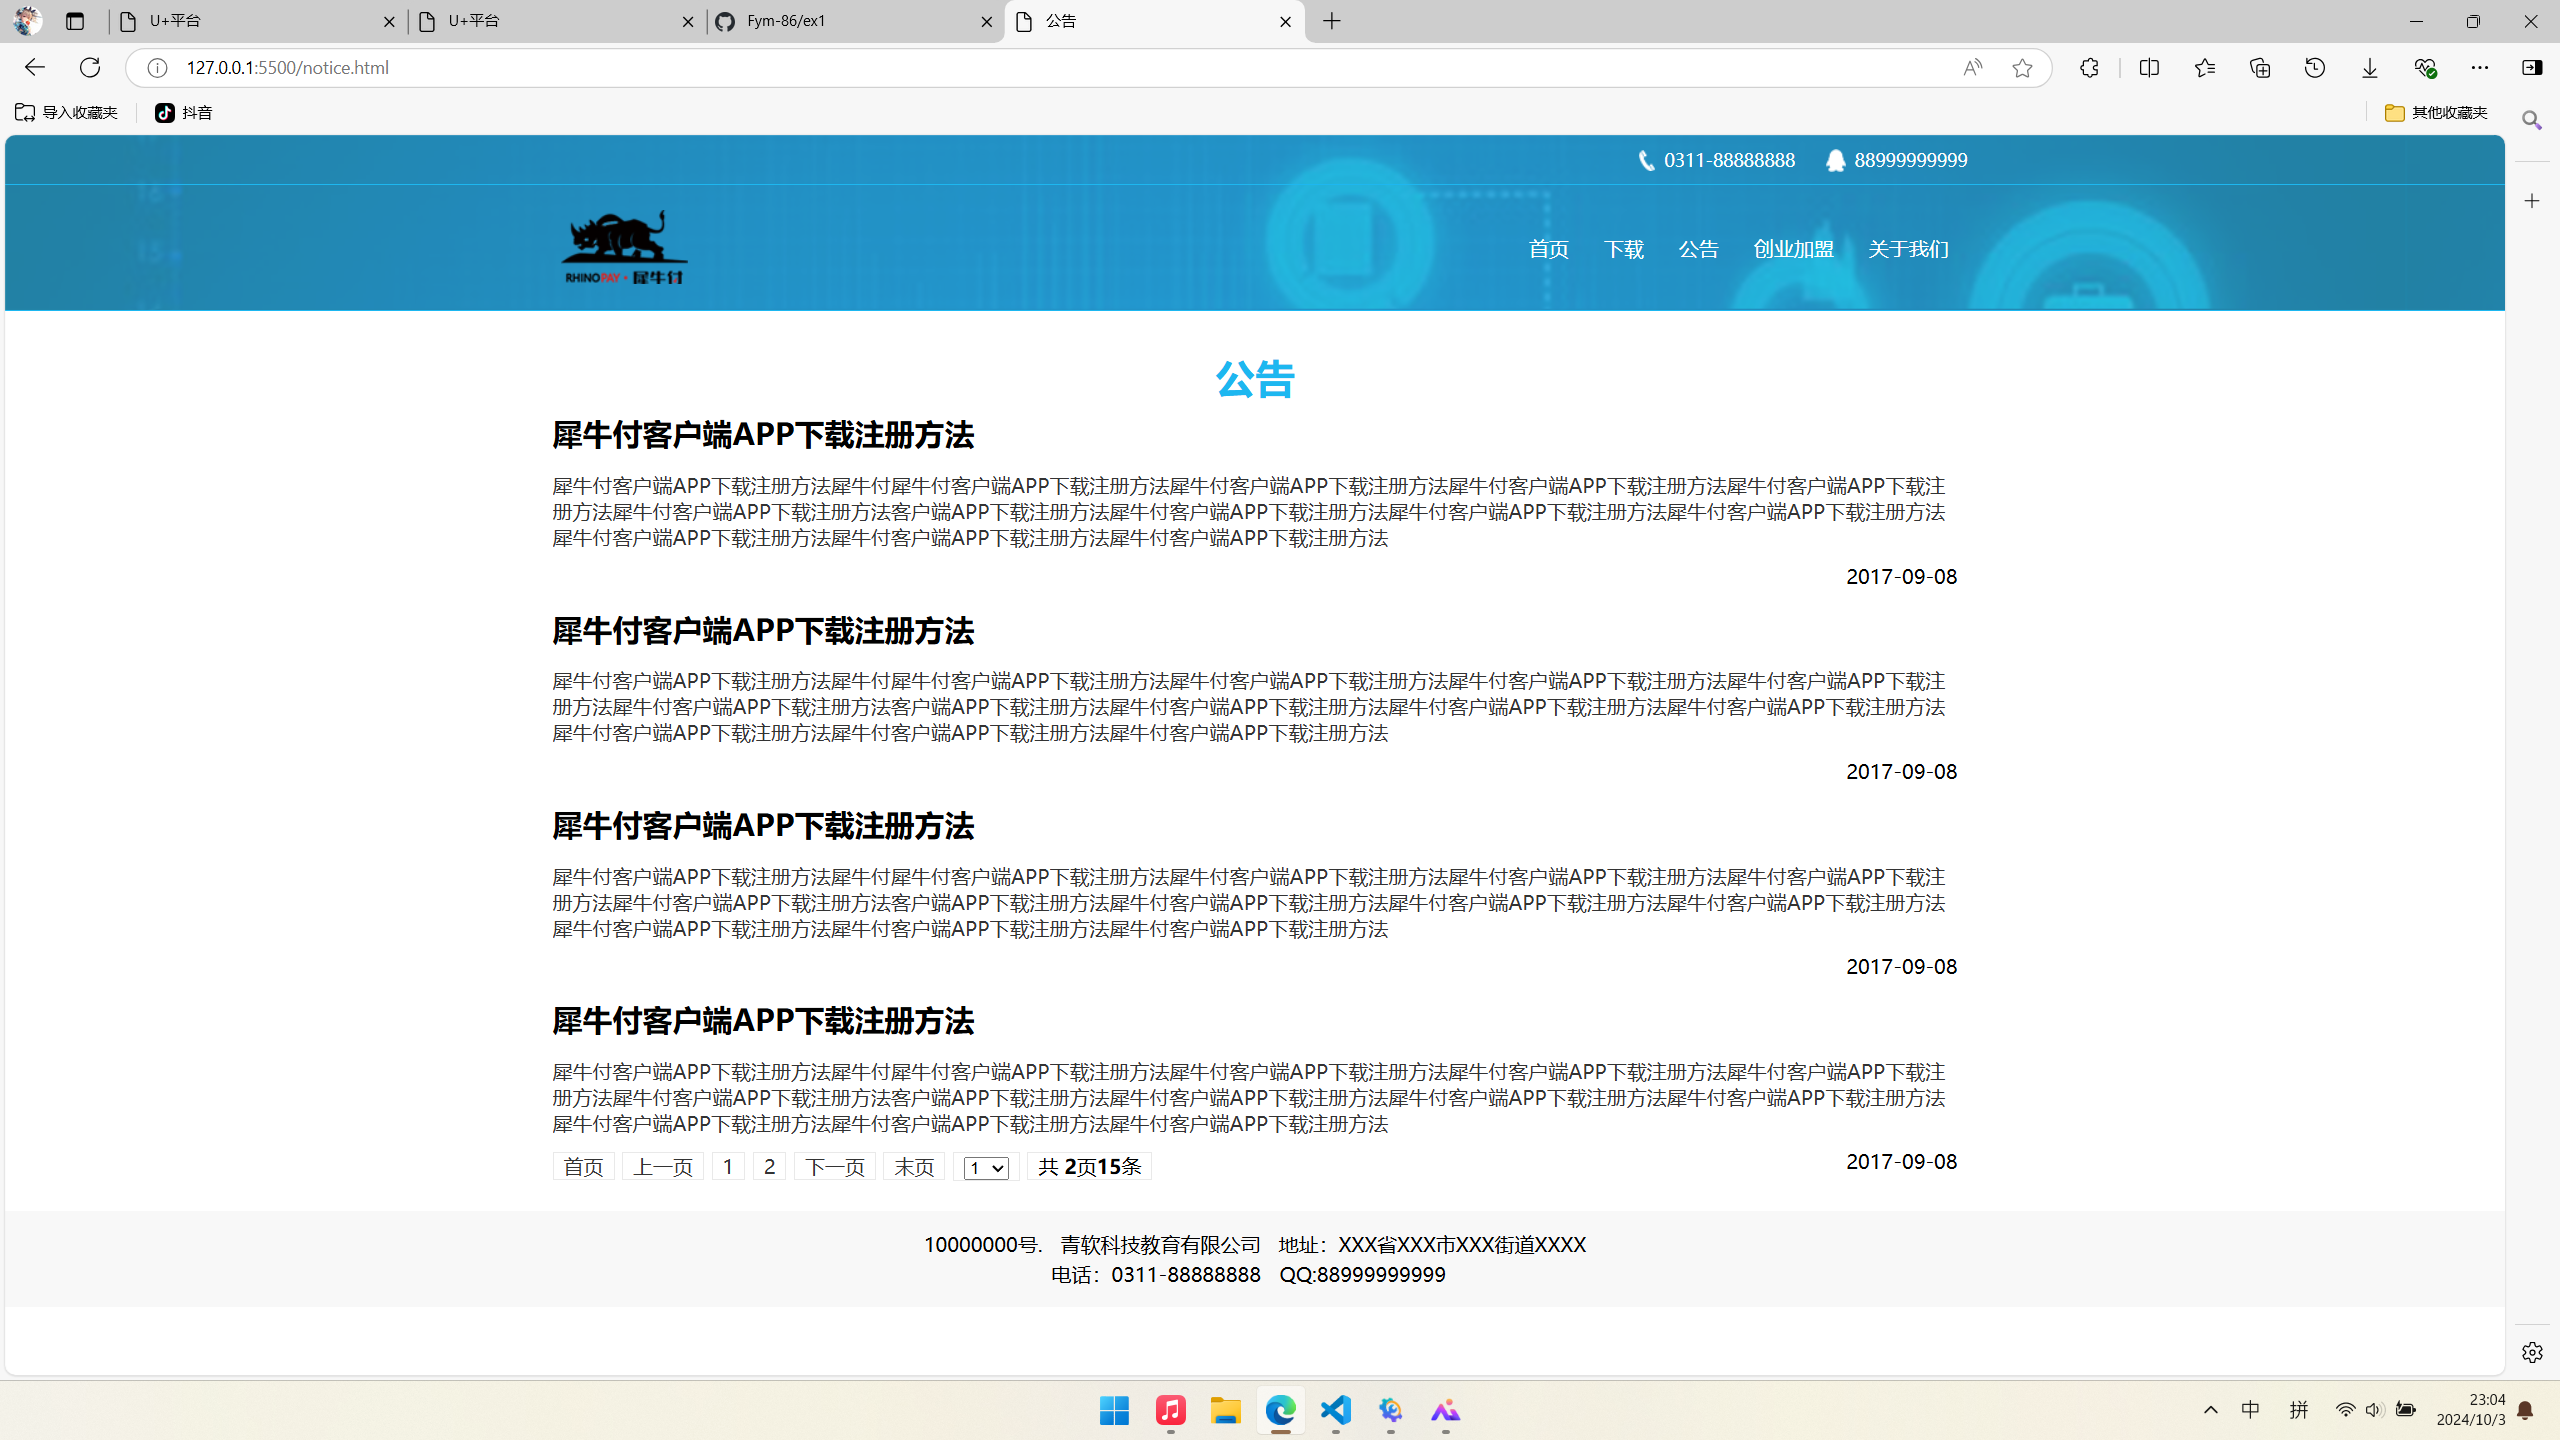 U+平台
U+平台
Fym-86/ex1
公告
127.0.0.1:5500/notice.html
导入收藏夹
抖音
其他收藏夹
0311-88888888
88999999999
RHINOPAY·犀牛付
首页 下载 公告 创业加盟 关于我们
公告
犀牛付客户端APP下载注册方法
犀牛付客户端APP下载注册方法犀牛付犀牛付客户端APP下载注册方法犀牛付客户端APP下载注册方法犀牛付客户端APP下载注册方法犀牛付客户端APP下载注
册方法犀牛付客户端APP下载注册方法客户端APP下载注册方法犀牛付客户端APP下载注册方法犀牛付客户端APP下载注册方法犀牛付客户端APP下载注册方法
犀牛付客户端APP下载注册方法犀牛付客户端APP下载注册方法犀牛付客户端APP下载注册方法
2017-09-08
犀牛付客户端APP下载注册方法
犀牛付客户端APP下载注册方法犀牛付犀牛付客户端APP下载注册方法犀牛付客户端APP下载注册方法犀牛付客户端APP下载注册方法犀牛付客户端APP下载注
册方法犀牛付客户端APP下载注册方法客户端APP下载注册方法犀牛付客户端APP下载注册方法犀牛付客户端APP下载注册方法犀牛付客户端APP下载注册方法
犀牛付客户端APP下载注册方法犀牛付客户端APP下载注册方法犀牛付客户端APP下载注册方法
2017-09-08
犀牛付客户端APP下载注册方法
犀牛付客户端APP下载注册方法犀牛付犀牛付客户端APP下载注册方法犀牛付客户端APP下载注册方法犀牛付客户端APP下载注册方法犀牛付客户端APP下载注
册方法犀牛付客户端APP下载注册方法客户端APP下载注册方法犀牛付客户端APP下载注册方法犀牛付客户端APP下载注册方法犀牛付客户端APP下载注册方法
犀牛付客户端APP下载注册方法犀牛付客户端APP下载注册方法犀牛付客户端APP下载注册方法
2017-09-08
犀牛付客户端APP下载注册方法
犀牛付客户端APP下载注册方法犀牛付犀牛付客户端APP下载注册方法犀牛付客户端APP下载注册方法犀牛付客户端APP下载注册方法犀牛付客户端APP下载注
册方法犀牛付客户端APP下载注册方法客户端APP下载注册方法犀牛付客户端APP下载注册方法犀牛付客户端APP下载注册方法犀牛付客户端APP下载注册方法
犀牛付客户端APP下载注册方法犀牛付客户端APP下载注册方法犀牛付客户端APP下载注册方法
2017-09-08
首页 上一页 1 2 下一页 末页 1 共 2页15条
10000000号. 青软科技教育有限公司 地址：XXX省XXX市XXX街道XXXX
电话：0311-88888888 QQ:88999999999
中 拼
23:04
2024/10/3